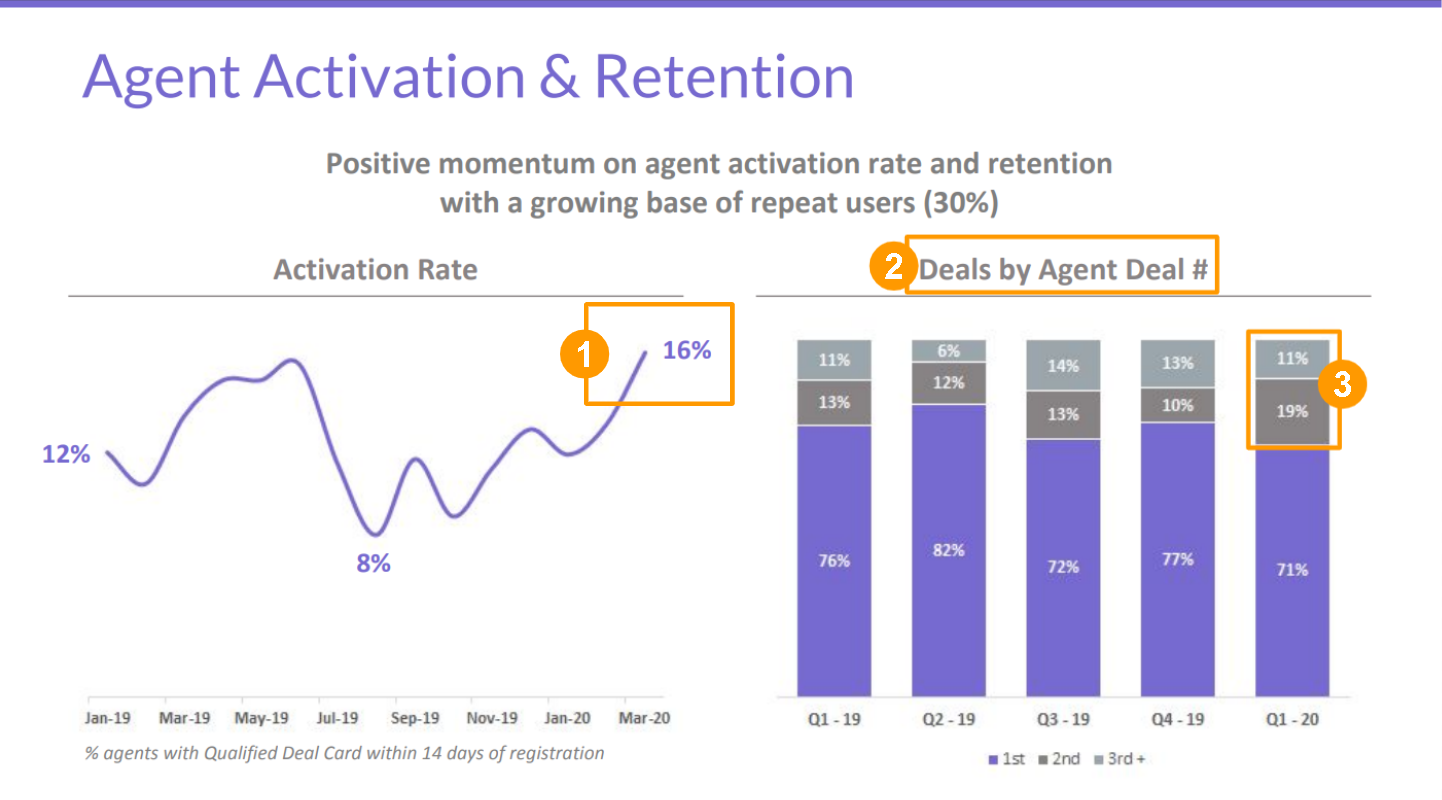 Agent Activation & Retention
Positive momentum on agent activation rate and retention
with a growing base of repeat users (30%)
Activation Rate
1
16%
12%
8%
Jan-19 Mar-19 May-19 Jul-19 Sep-19 Nov-19 Jan-20 Mar-20
% agents with Qualified Deal Card within 14 days of registration
2 Deals by Agent Deal #
11% 6% 14% 13% 11%
3
13% 12% 13% 10% 19%
76% 82% 72% 77% 71%
Q1 - 19 Q2 - 19 Q3 - 19 Q4 - 19 Q1 - 20
1st 2nd 3rd +